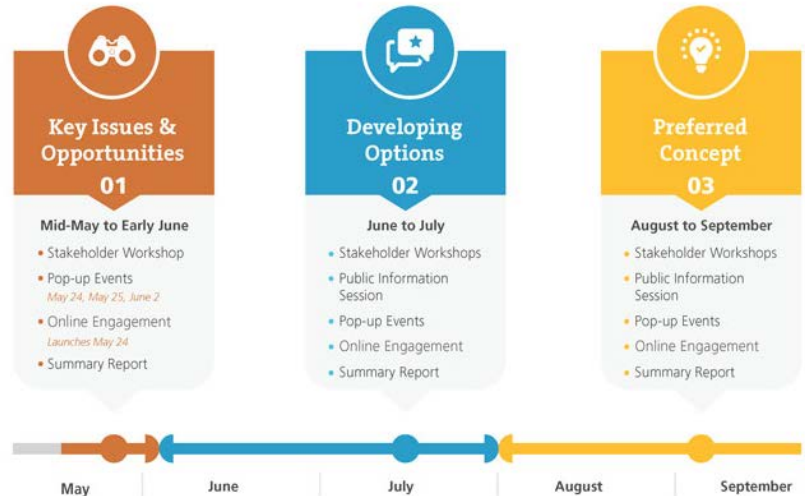 Key Issues &
Opportunities
01
Mid-May to Early June
• Stakeholder Workshop
• Pop-up Events
May 24, May 25, June 2
• Online Engagement
Launches May 24
• Summary Report
Developing
Options
02
June to July
• Stakeholder Workshops
• Public Information
Session
• Pop-up Events
• Online Engagement
• Summary Report
Preferred
Concept
03
August to September
• Stakeholder Workshops
• Public Information
Session
• Pop-up Events
• Online Engagement
• Summary Report
May
June
July
August
September